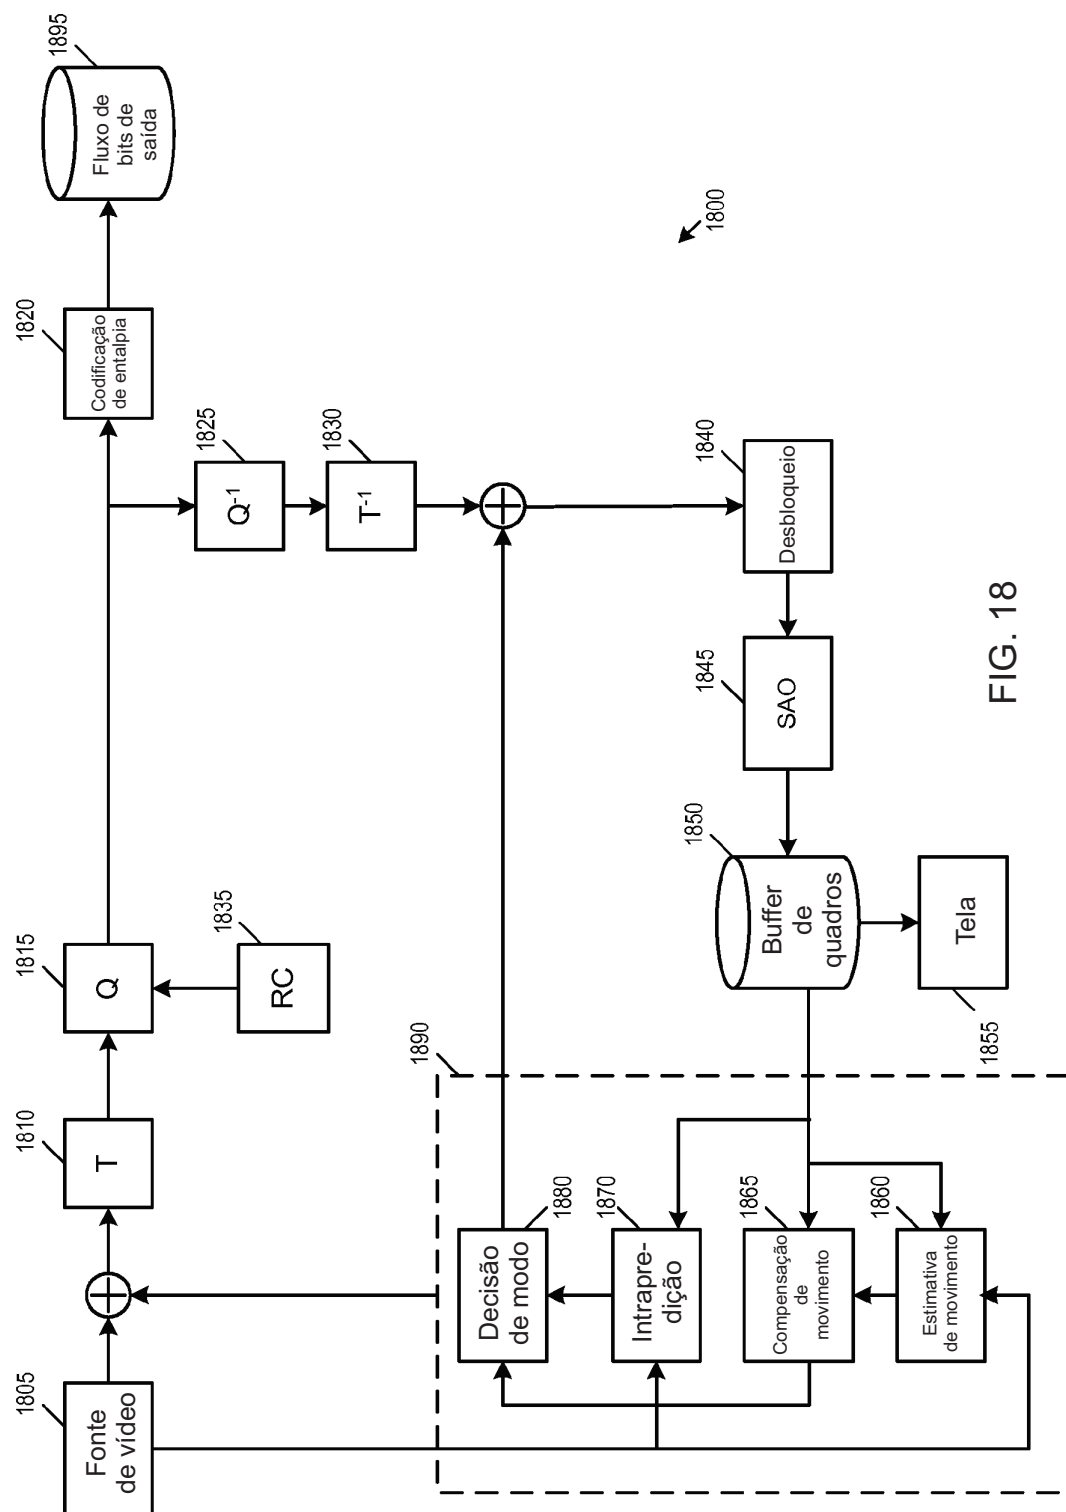 1805
Fonte
de vídeo
1810
T
1815
Q
1835
RC
1820
Codificação
de entalpia
1895
Fluxo de
bits de
saída
1825
Q-1
1830
T-1
1800
1890
1880
Decisão
de modo
1870
Intrapre-
dição
1865
Compensação
de
movimento
1860
Estimativa
de movimento
1850
Buffer
de
quadros
1855
Tela
1845
SAO
1840
Desbloqueio
FIG. 18